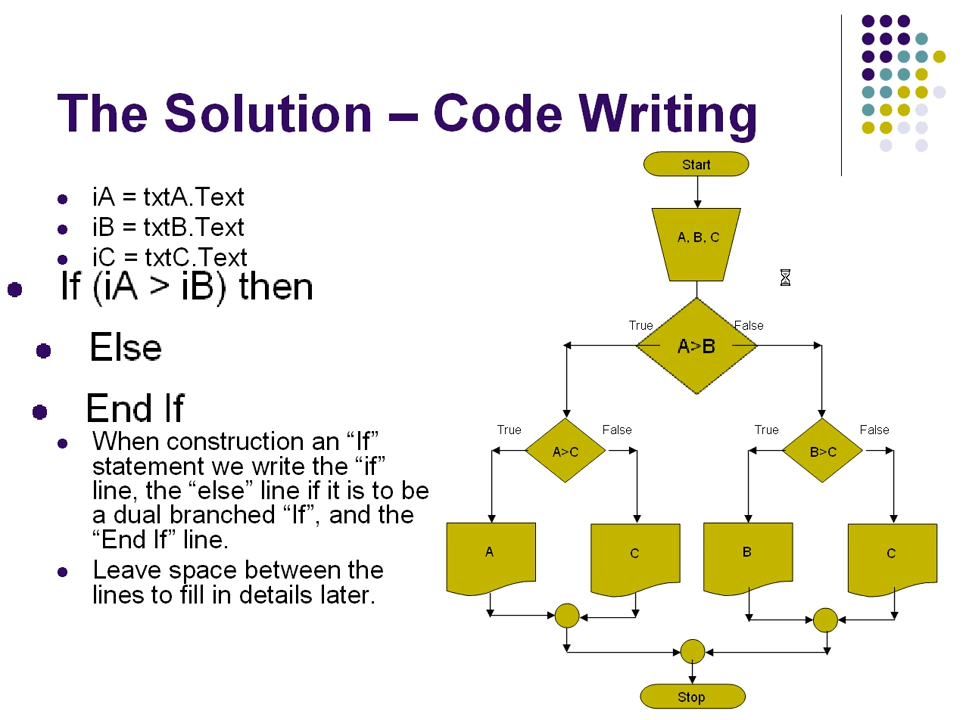 The Solution – Code Writing
iA = txtA.Text
iB = txtB.Text
iC = txtC.Text
If (iA > iB) then
Else
End If
When construction an “If”
statement we write the “if”
line, the “else” line if it is to be
a dual branched “If”, and the
“End If” line.
Leave space between the
lines to fill in details later.
Start
A, B, C
True
False
A>B
True
False
True
False
A>C
B>C
A
C
B
C
Stop